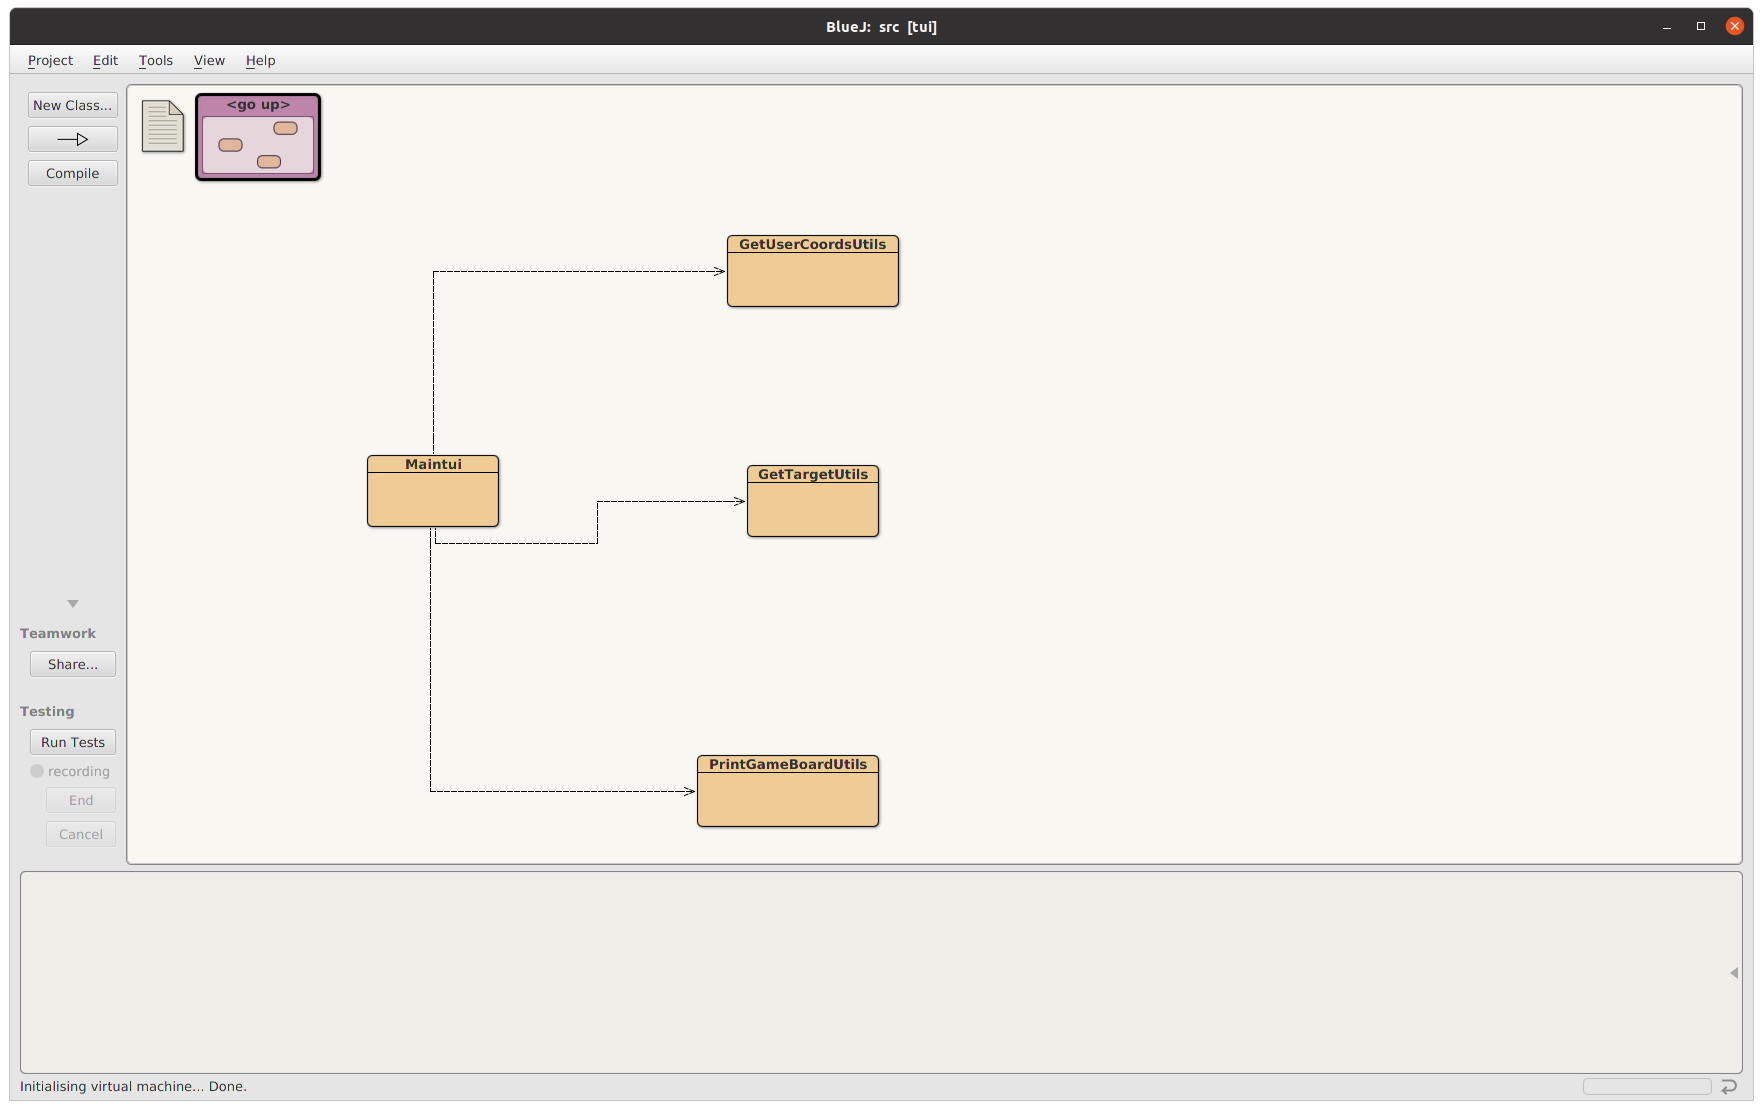 BlueJ: src [tui]
Project Edit Tools View Help
New Class...
Compile
<go up>
GetUserCoordsUtils
Maintui
GetTargetUtils
PrintGameBoardUtils
Teamwork
Share...
Testing
Run Tests
recording
End
Cancel
Initialising virtual machine... Done.